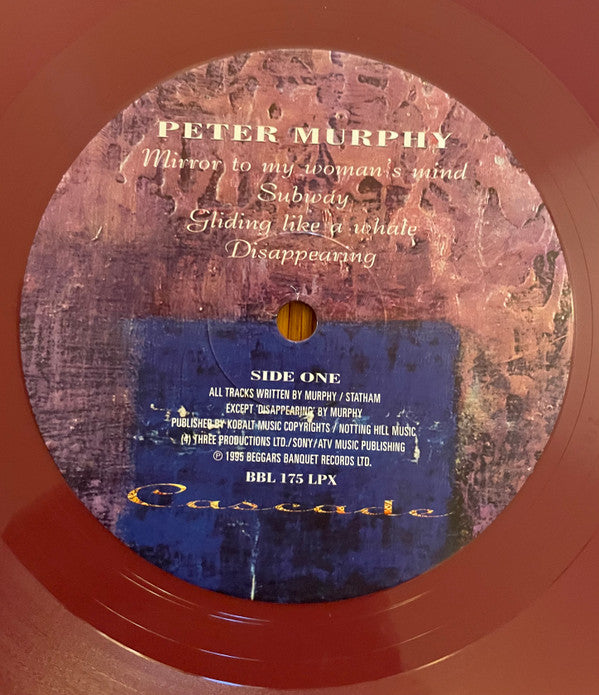 PETER MURPHY
Mirror to my woman's mind
Subway
Gliding like a whale
Disappearing
SIDE ONE
ALL TRACKS WRITTEN BY MURPHY / STATHAM
EXCEPT 'DISAPPEARING' BY MURPHY
PUBLISHED BY KOBALT MUSIC COPYRIGHTS / NOTTING HILL MUSIC
(4) THREE PRODUCTIONS LTD./SONY/ATV MUSIC PUBLISHING
℗ 1995 BEGGARS BANQUET RECORDS LTD.
BBL 175 LPX
Cascade